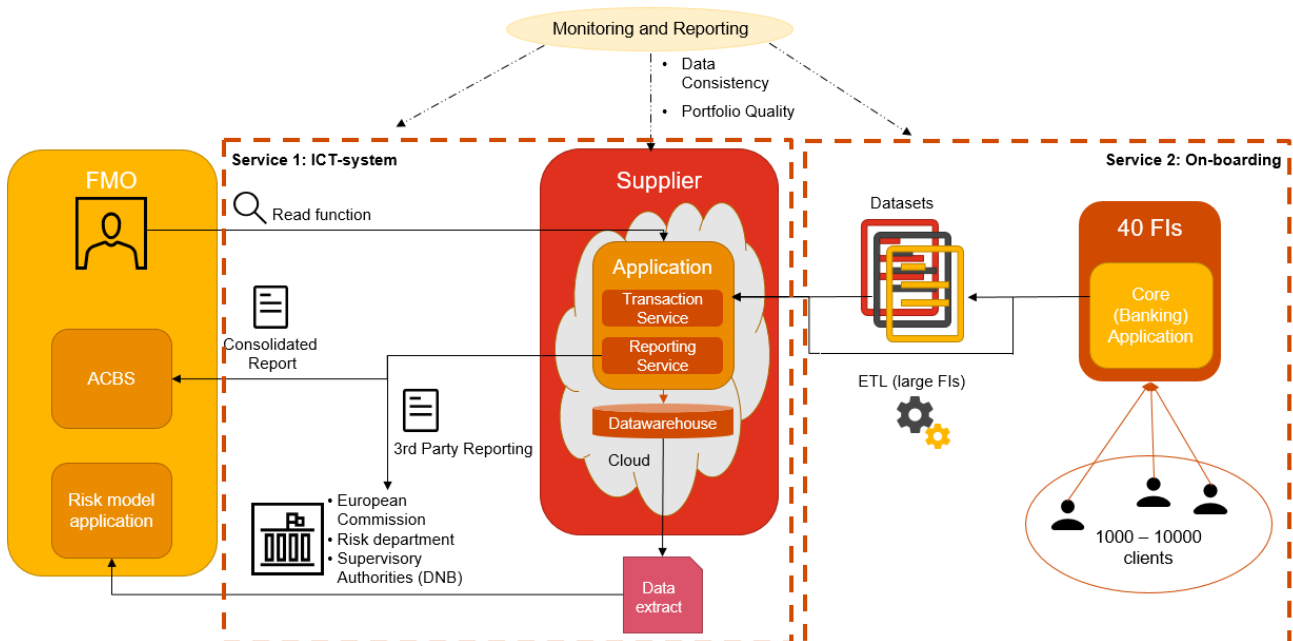 Monitoring and Reporting
• Data
Consistency
• Portfolio Quality
Service 1: ICT-system
Service 2: On-boarding
FMO
Read function
Supplier
Datasets
40 FIs
Application
Transaction
Service
Reporting
Service
Core
(Banking)
Application
Consolidated
Report
ACBS
ETL (large FIs)
Datawarehouse
3rd Party Reporting
Cloud
Risk model
application
• European
Commission
• Risk department
• Supervisory
Authorities (DNB)
1000 – 10000
clients
Data
extract